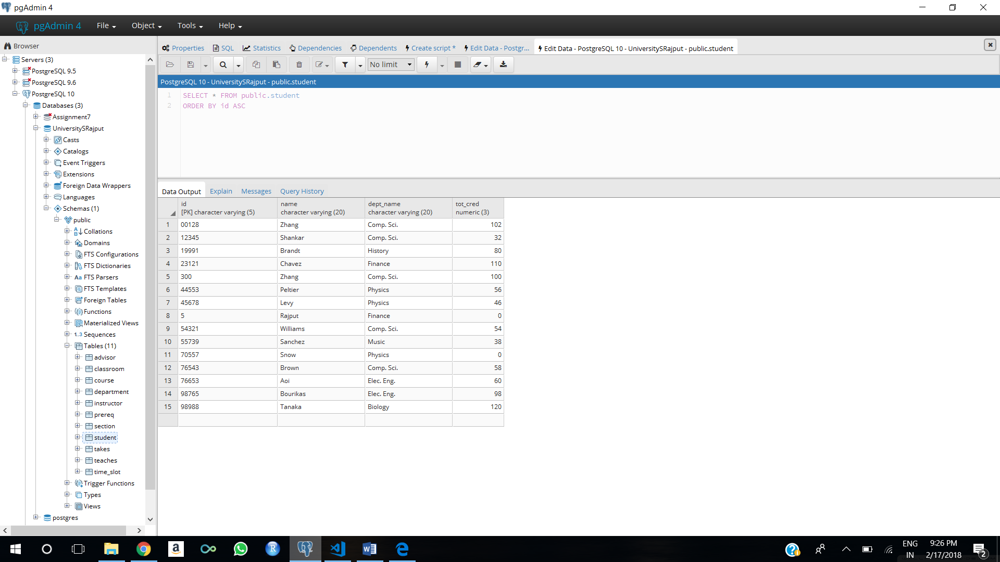 pgAdmin 4
pgAdmin 4 File Object Tools Help
Browser
Servers (3)
PostgreSQL 9.5
PostgreSQL 9.6
PostgreSQL 10
Databases (3)
Assignment7
UniversitySRajput
Casts
Catalogs
Event Triggers
Extensions
Foreign Data Wrappers
Languages
Schemas (1)
public
Collations
Domains
FTS Configurations
FTS Dictionaries
Aa FTS Parsers
FTS Templates
Foreign Tables
Functions
Materialized Views
1..3 Sequences
Tables (11)
advisor
classroom
course
department
instructor
prereq
section
student
takes
teaches
time_slot
Trigger Functions
Types
Views
postgres
Properties SQL Statistics Dependencies Dependents Create script * Edit Data - Postgr... Edit Data - PostgreSQL 10 - UniversitySRajput - public.student
No limit
PostgreSQL 10 - UniversitySRajput - public.student
1 SELECT * FROM public.student
2 ORDER BY id ASC
Data Output Explain Messages Query History
id name dept_name tot_cred
[PK] character varying (5) character varying (20) character varying (20) numeric (3)
1 00128 Zhang Comp. Sci. 102
2 12345 Shankar Comp. Sci. 32
3 19991 Brandt History 80
4 23121 Chavez Finance 110
5 300 Zhang Comp. Sci. 100
6 44553 Peltier Physics 56
7 45678 Levy Physics 46
8 5 Rajput Finance 0
9 54321 Williams Comp. Sci. 54
10 55739 Sanchez Music 38
11 70557 Snow Physics 0
12 76543 Brown Comp. Sci. 58
13 76653 Aoi Elec. Eng. 60
14 98765 Bourikas Elec. Eng. 98
15 98988 Tanaka Biology 120
ENG 9:26 PM
IN 2/17/2018
2